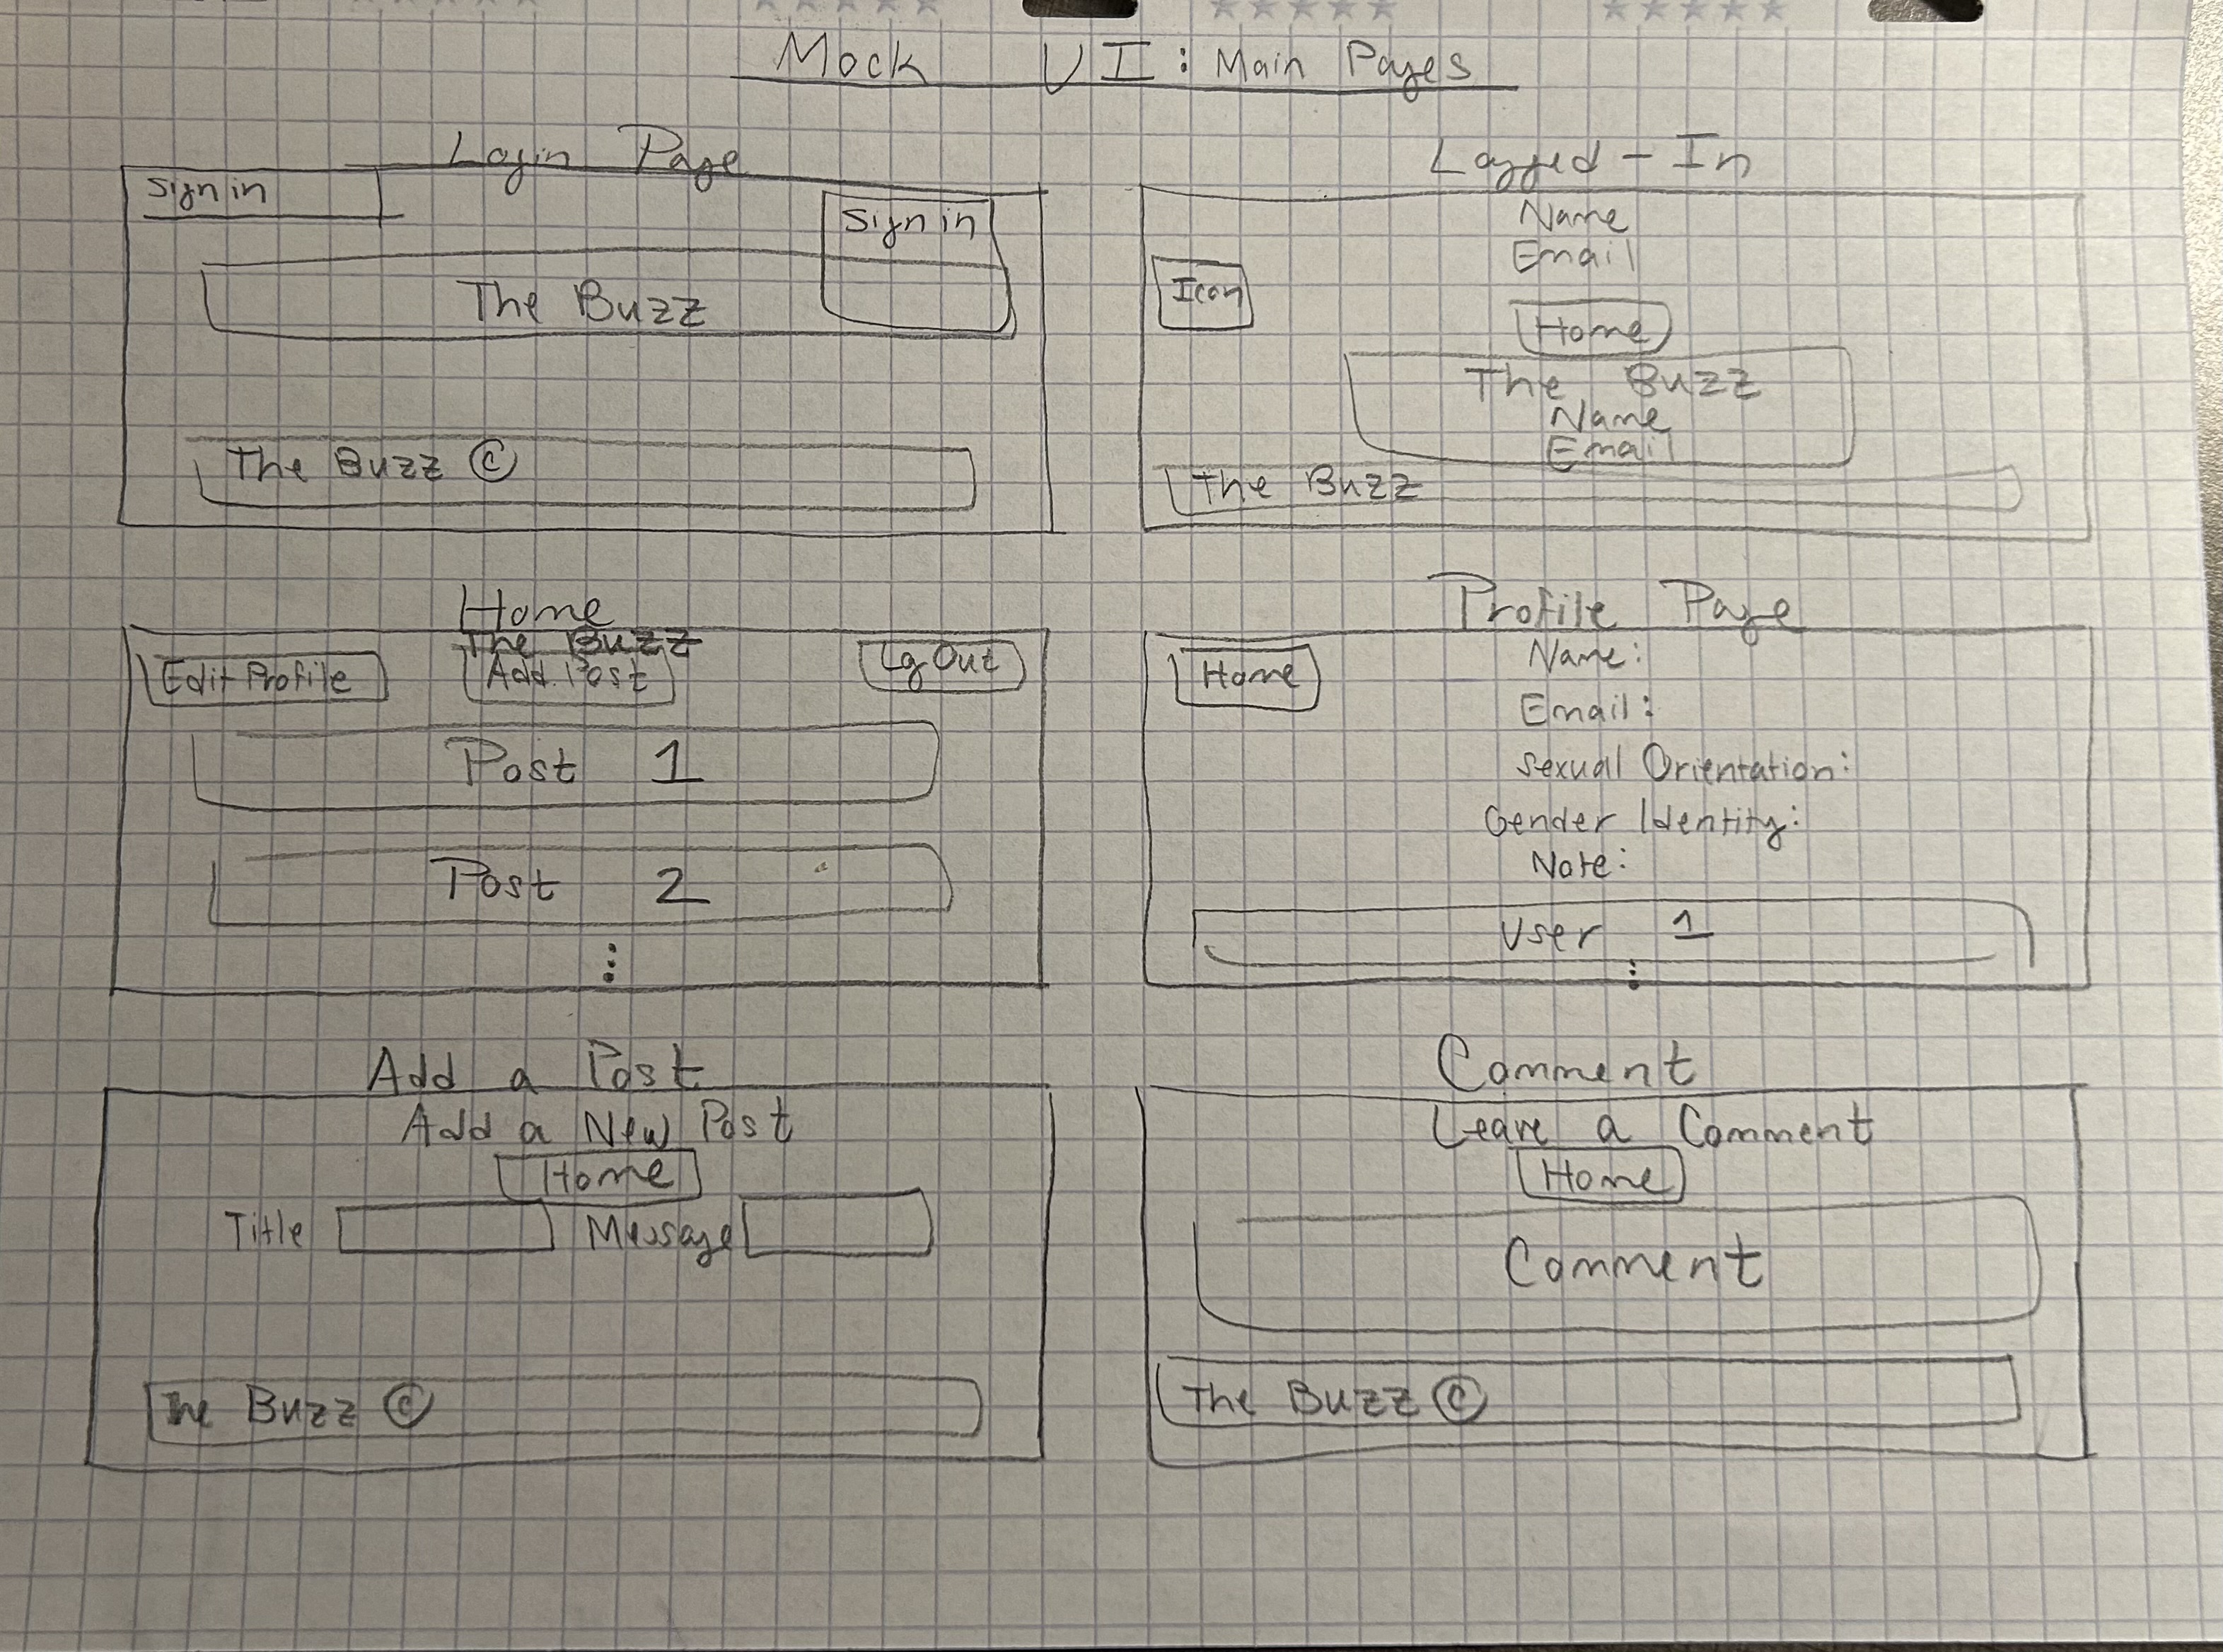 Mock UI: Main Pages
Login Page
Sign in
Sign in
The Buzz
The Buzz ©
Logged-In
Name
Email
Icon
Home
The Buzz
Name
Email
The Buzz
Home
The Buzz
Edit Profile
Add Post
Lg Out
Post 1
Post 2
⋮
Profile Page
Home
Name:
Email:
Sexual Orientation:
Gender Identity:
Note:
User 1
⋮
Add a Post
Add a New Post
Home
Title
Message
The Buzz ©
Comment
Leave a Comment
Home
Comment
The Buzz ©